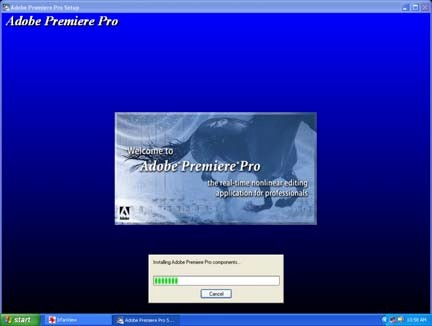 Adobe Premiere Pro Setup
Adobe Premiere Pro
Welcome to
Adobe® Premiere® Pro
the real-time nonlinear editing
application for professionals
Adobe
Installing Adobe Premiere Pro components...
Cancel
start
IrfanView
Adobe Premiere Pro S...
10:56 AM